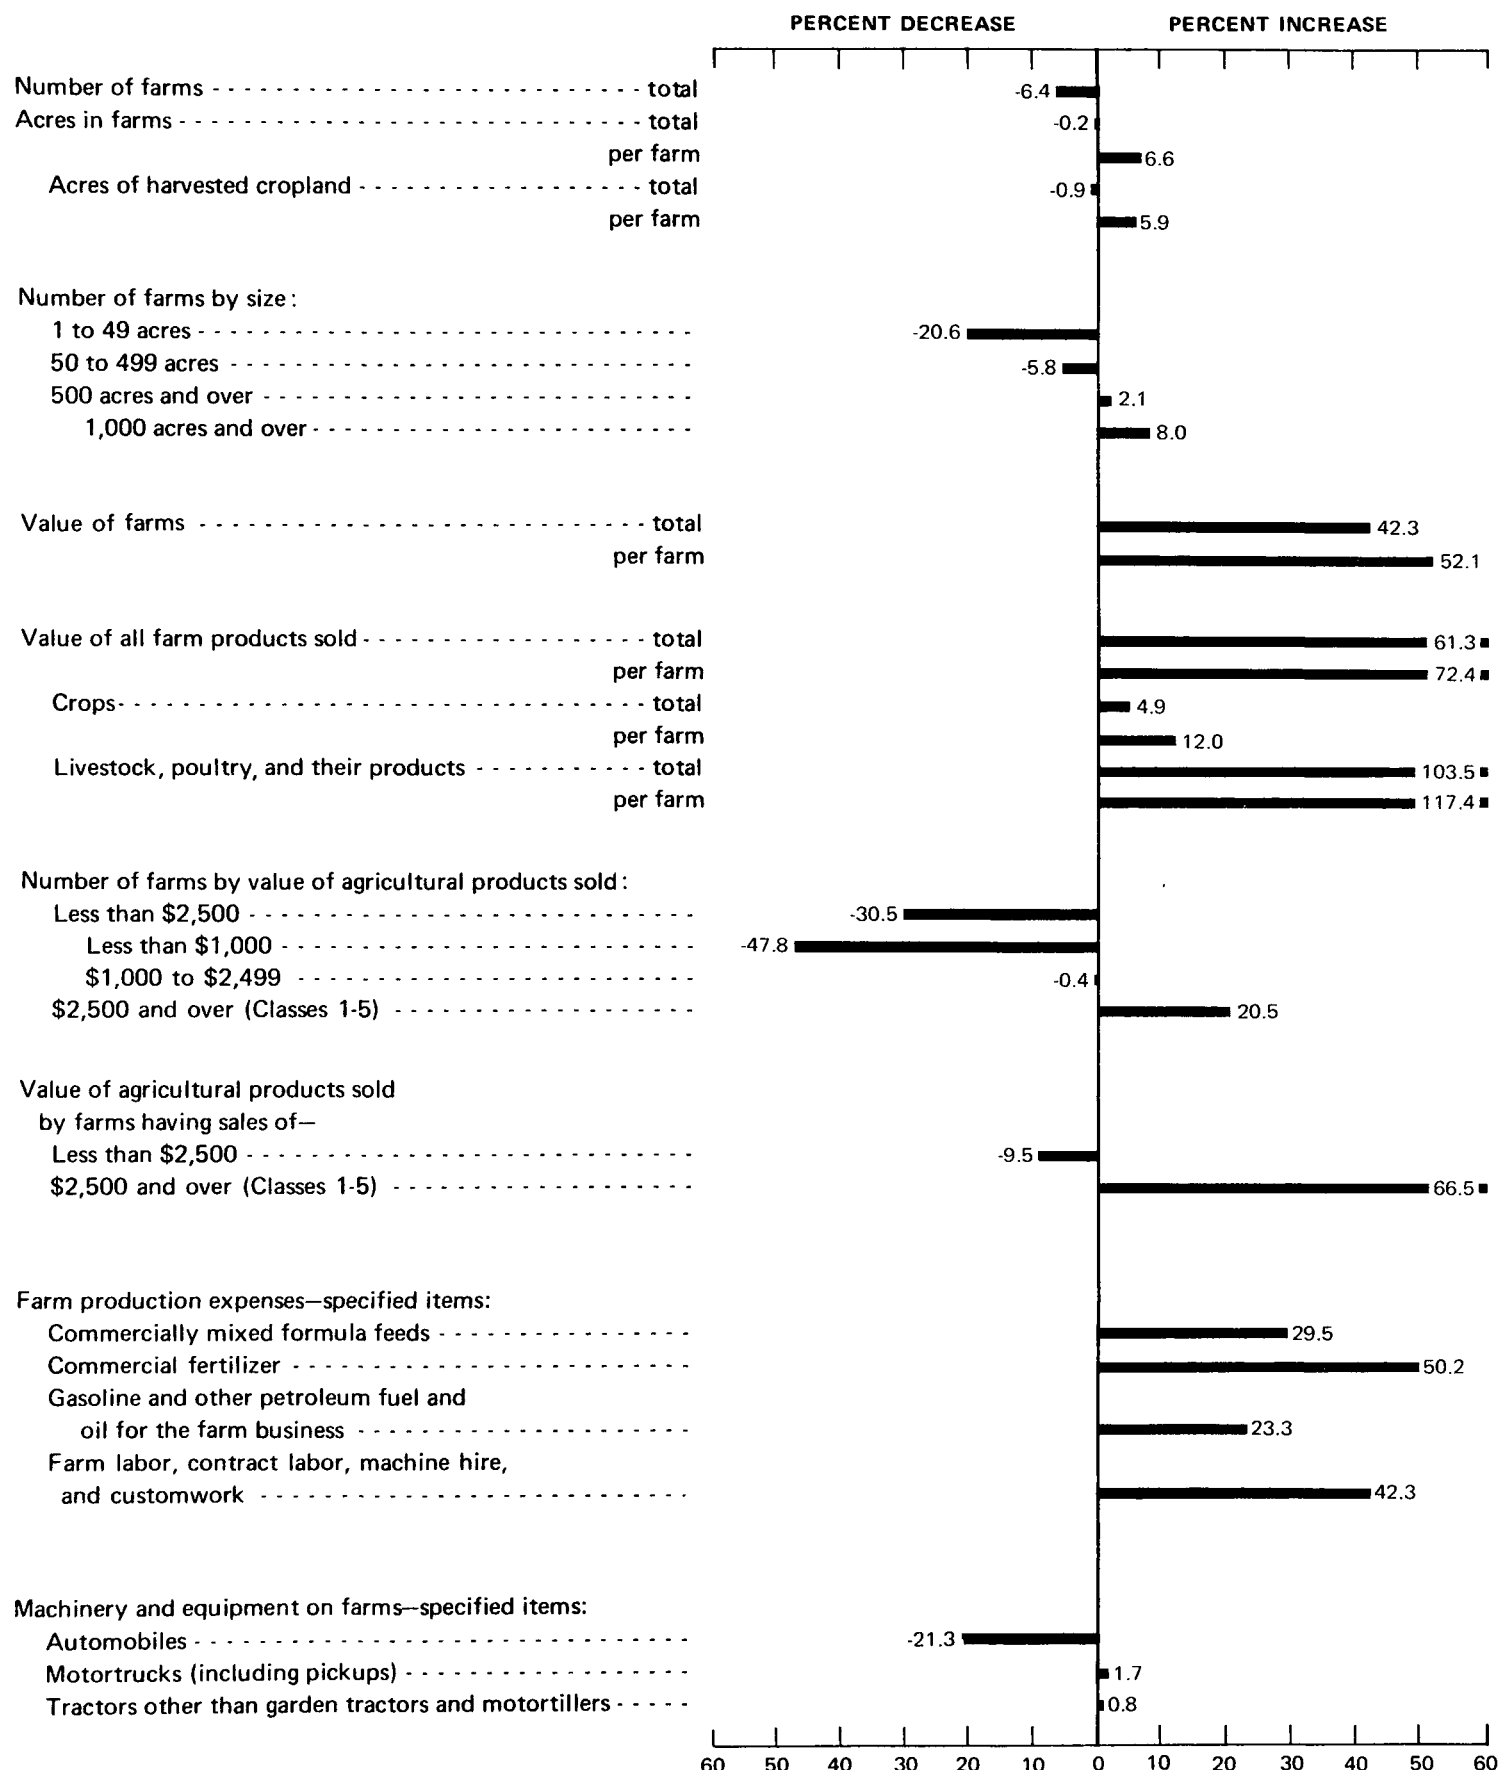 PERCENT DECREASE PERCENT INCREASE
Number of farms - - - - - - - - - - - - - - - - - - - - - - - - - - - total -6.4
Acres in farms - - - - - - - - - - - - - - - - - - - - - - - - - - - - - total -0.2
per farm 6.6
Acres of harvested cropland - - - - - - - - - - - - - - - - - - total -0.9
per farm 5.9
Number of farms by size:
1 to 49 acres - - - - - - - - - - - - - - - - - - - - - - - - - - - - - - -20.6
50 to 499 acres - - - - - - - - - - - - - - - - - - - - - - - - - - - - -5.8
500 acres and over - - - - - - - - - - - - - - - - - - - - - - - - - - 2.1
1,000 acres and over - - - - - - - - - - - - - - - - - - - - - - - - 8.0
Value of farms - - - - - - - - - - - - - - - - - - - - - - - - - - - - total 42.3
per farm 52.1
Value of all farm products sold - - - - - - - - - - - - - - - - - - total 61.3
per farm 72.4
Crops - - - - - - - - - - - - - - - - - - - - - - - - - - - - - - - - - total 4.9
per farm 12.0
Livestock, poultry, and their products - - - - - - - - - - - total 103.5
per farm 117.4
Number of farms by value of agricultural products sold:
Less than $2,500 - - - - - - - - - - - - - - - - - - - - - - - - - - - - -30.5
Less than $1,000 - - - - - - - - - - - - - - - - - - - - - - - - - - -47.8
$1,000 to $2,499 - - - - - - - - - - - - - - - - - - - - - - - - - -0.4
$2,500 and over (Classes 1-5) - - - - - - - - - - - - - - - - - - - 20.5
Value of agricultural products sold
by farms having sales of—
Less than $2,500 - - - - - - - - - - - - - - - - - - - - - - - - - - - - -9.5
$2,500 and over (Classes 1-5) - - - - - - - - - - - - - - - - - - - 66.5
Farm production expenses—specified items:
Commercially mixed formula feeds - - - - - - - - - - - - - - - - 29.5
Commercial fertilizer - - - - - - - - - - - - - - - - - - - - - - - - - 50.2
Gasoline and other petroleum fuel and
oil for the farm business - - - - - - - - - - - - - - - - - - - - - 23.3
Farm labor, contract labor, machine hire,
and customwork - - - - - - - - - - - - - - - - - - - - - - - - - - - 42.3
Machinery and equipment on farms—specified items:
Automobiles - - - - - - - - - - - - - - - - - - - - - - - - - - - - - - - -21.3
Motortrucks (including pickups) - - - - - - - - - - - - - - - - - - 1.7
Tractors other than garden tractors and motortillers - - - - - 0.8
60 50 40 30 20 10 0 10 20 30 40 50 60